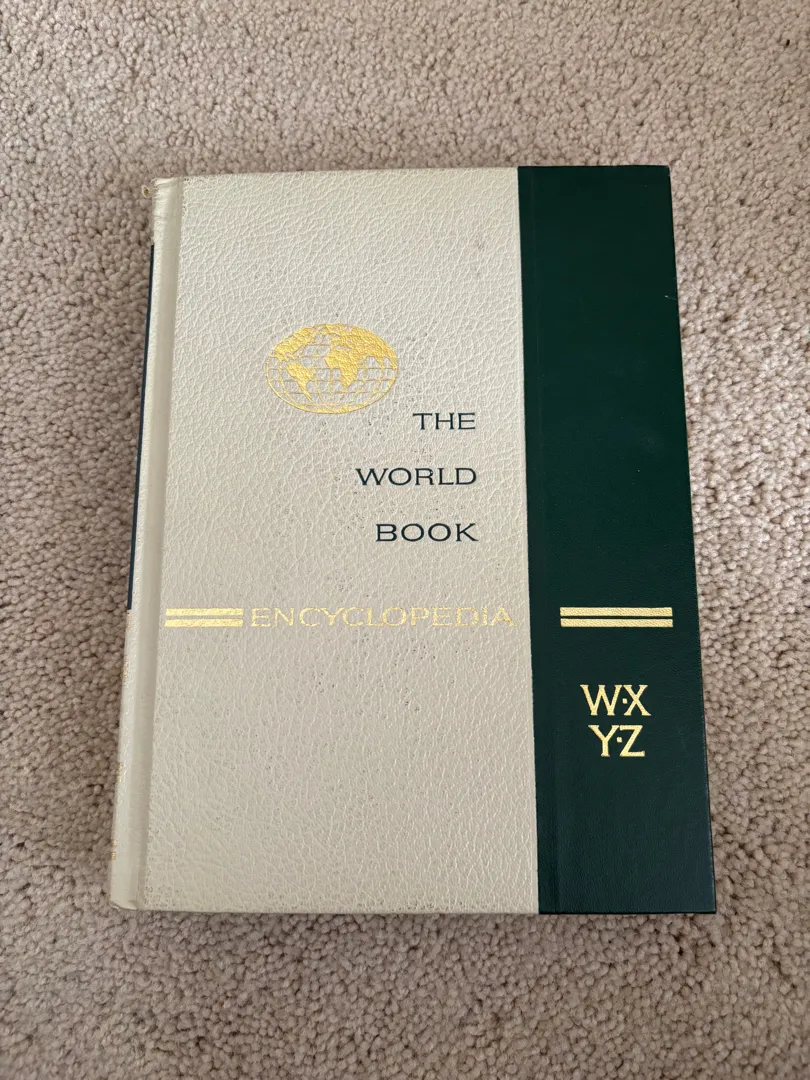 THE
WORLD
BOOK
ENCYCLOPEDIA
W·X
Y·Z